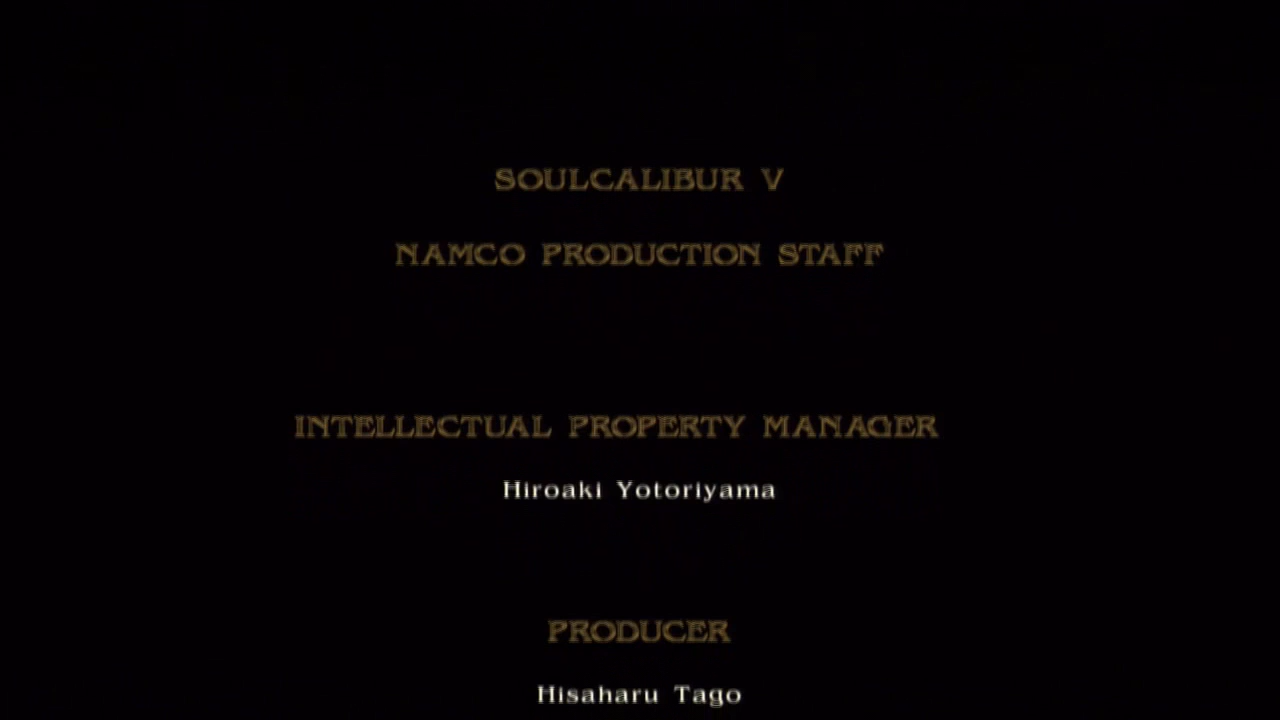 SOULCALIBUR V
NAMCO PRODUCTION STAFF
INTELLECTUAL PROPERTY MANAGER
Hiroaki Yotoriyama
PRODUCER
Hisaharu Tago